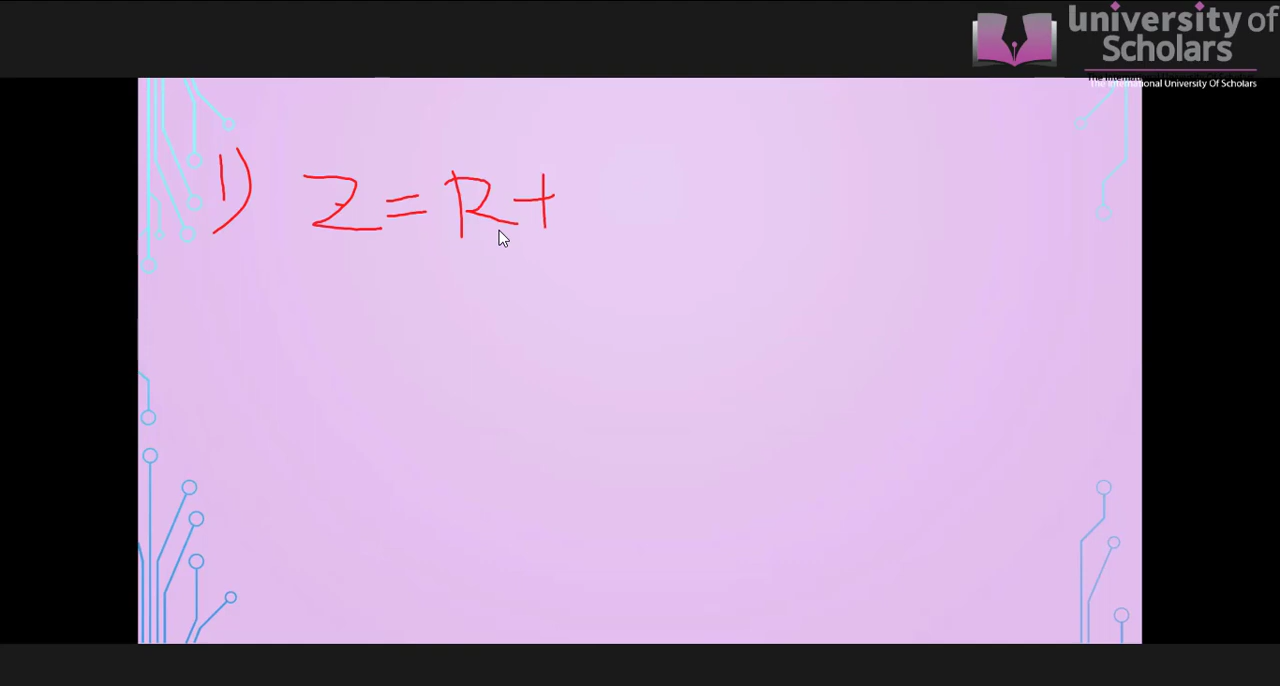 university of
Scholars
The International University Of Scholars
1) Z = R +